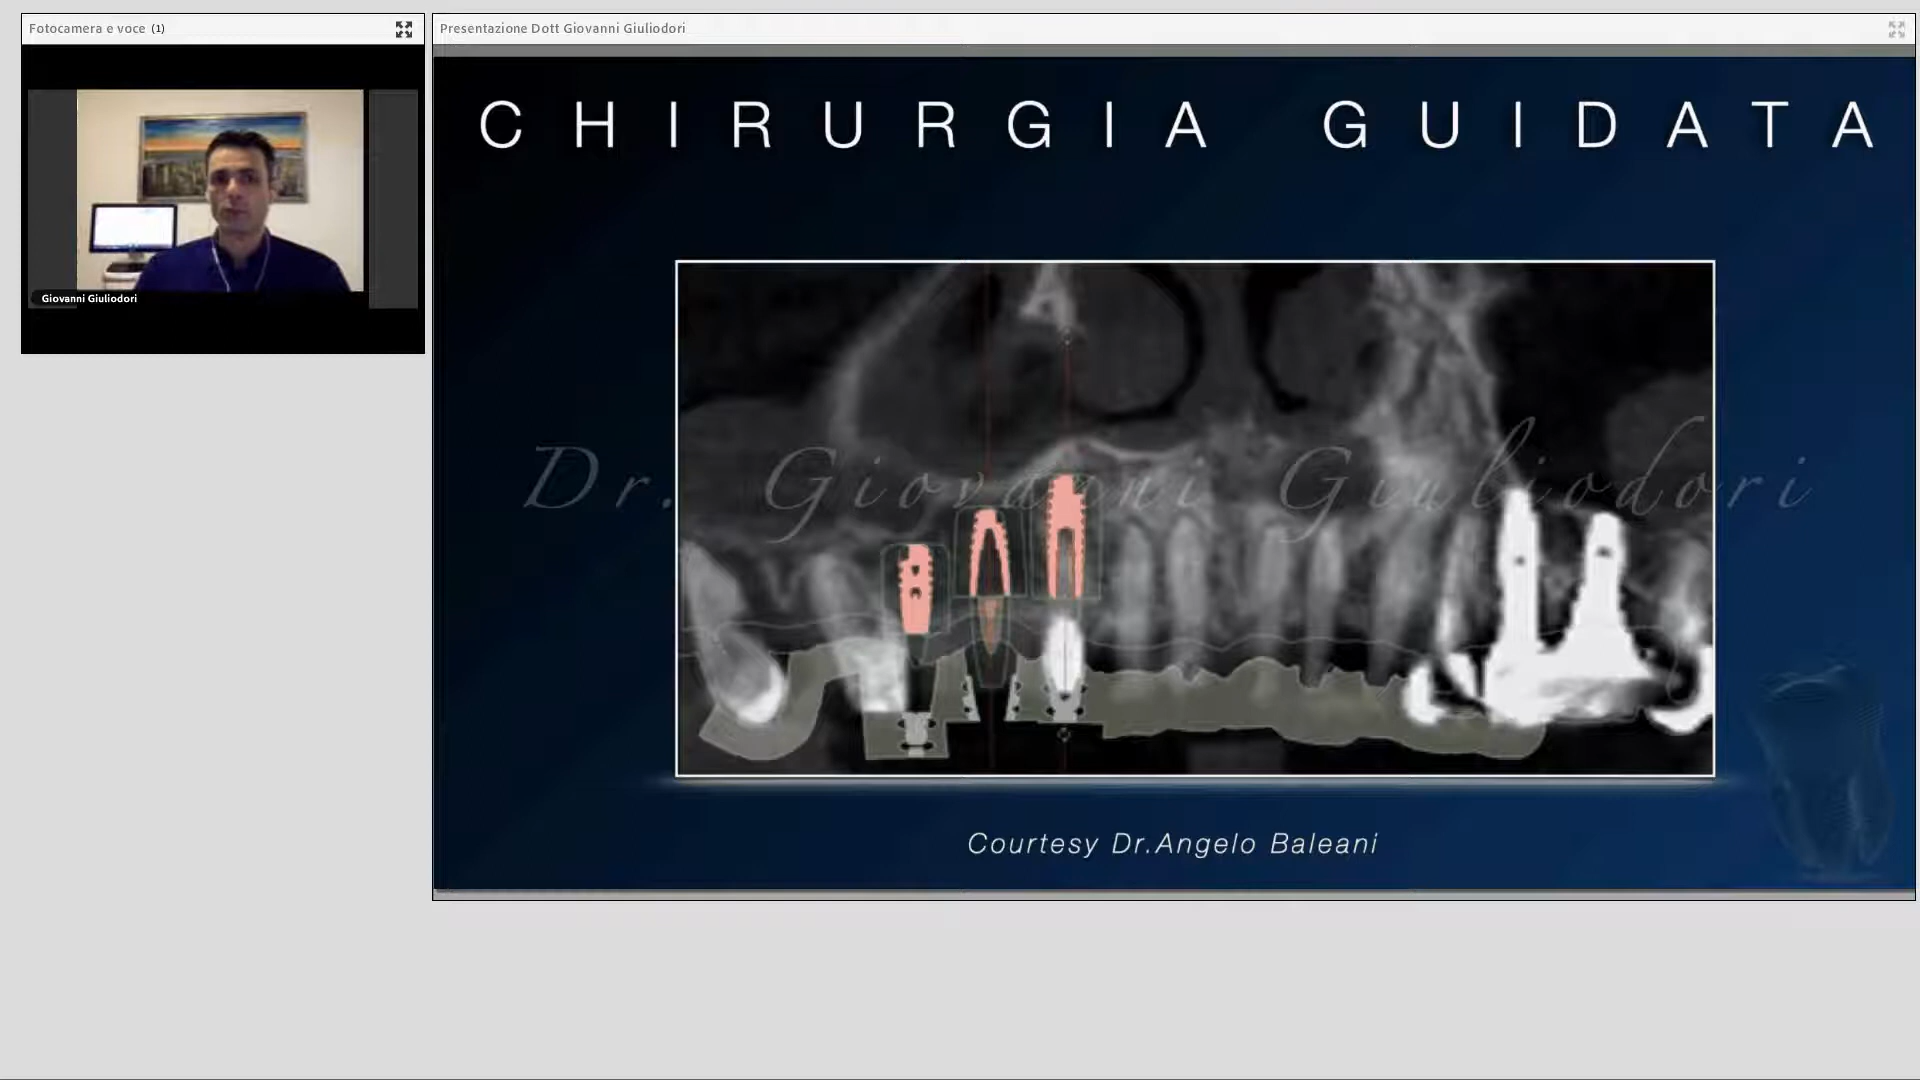 Fotocamera e voce (1)
Giovanni Giuliodori
Presentazione Dott Giovanni Giuliodori
CHIRURGIA GUIDATA
Dr. Giovanni Giuliodori
Courtesy Dr.Angelo Baleani